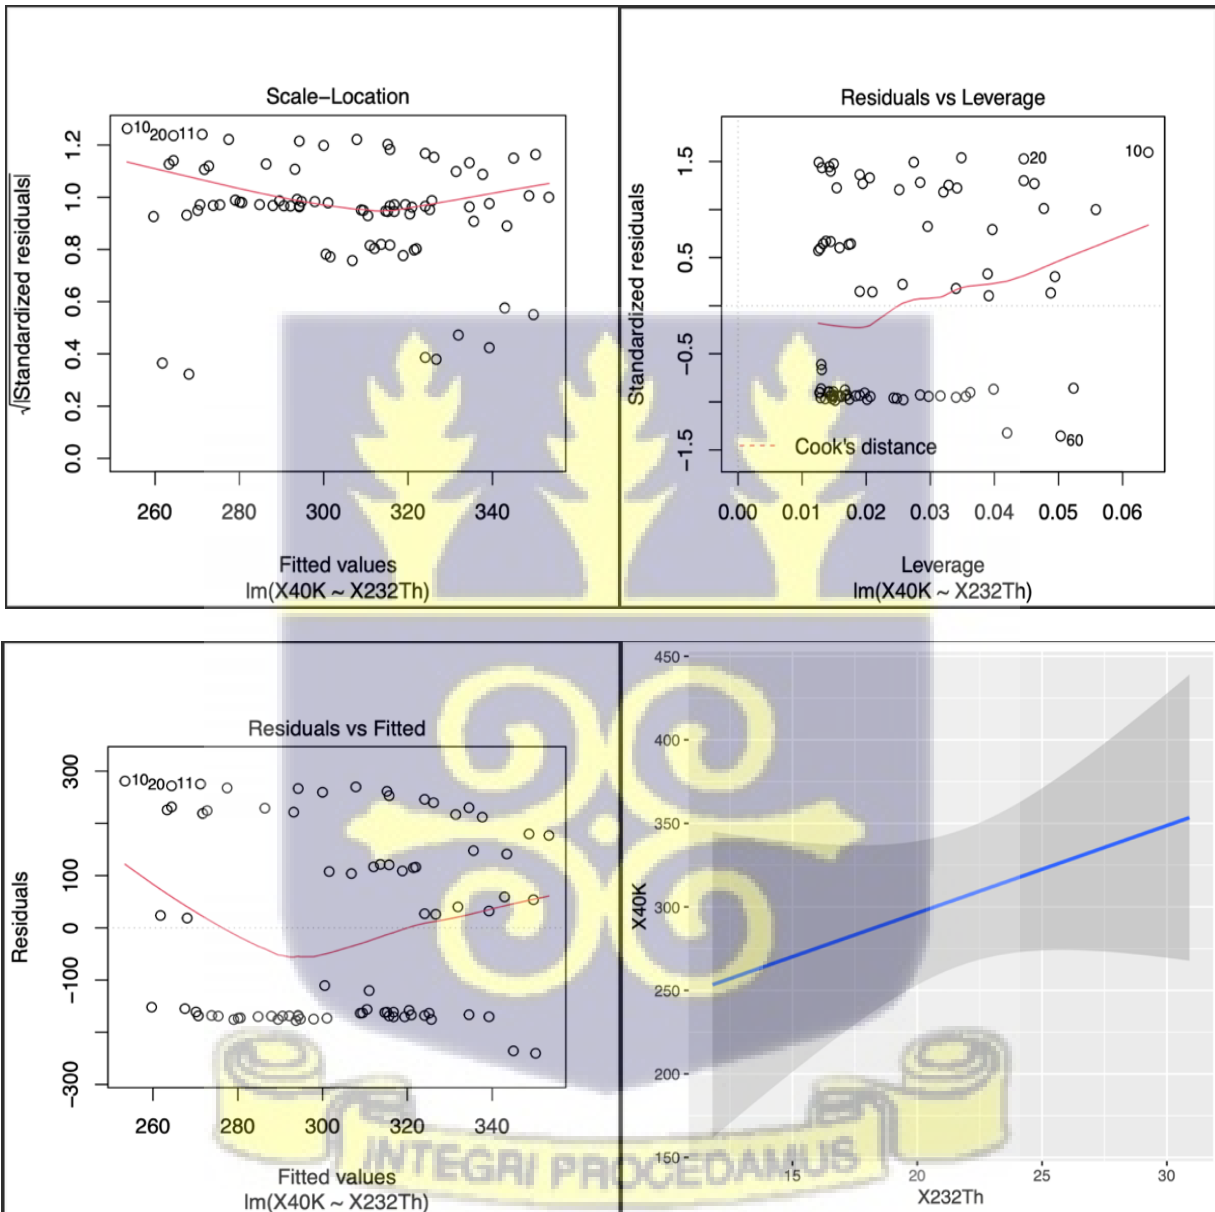 Scale−Location
√|Standardized residuals|
0.0 0.2 0.4 0.6 0.8 1.0 1.2
10 20 11
260 280 300 320 340
Fitted values
lm(X40K ~ X232Th)
Residuals vs Leverage
Standardized residuals
−1.5 −0.5 0.5 1.5
20 10
60
Cook's distance
0.00 0.01 0.02 0.03 0.04 0.05 0.06
Leverage
lm(X40K ~ X232Th)
Residuals vs Fitted
Residuals
−300 −100 0 100 300
10 20 11
260 280 300 320 340
Fitted values
lm(X40K ~ X232Th)
X40K
450
400
350
300
250
200
150
15 20 25 30
X232Th
INTEGRI PROCEDAMUS